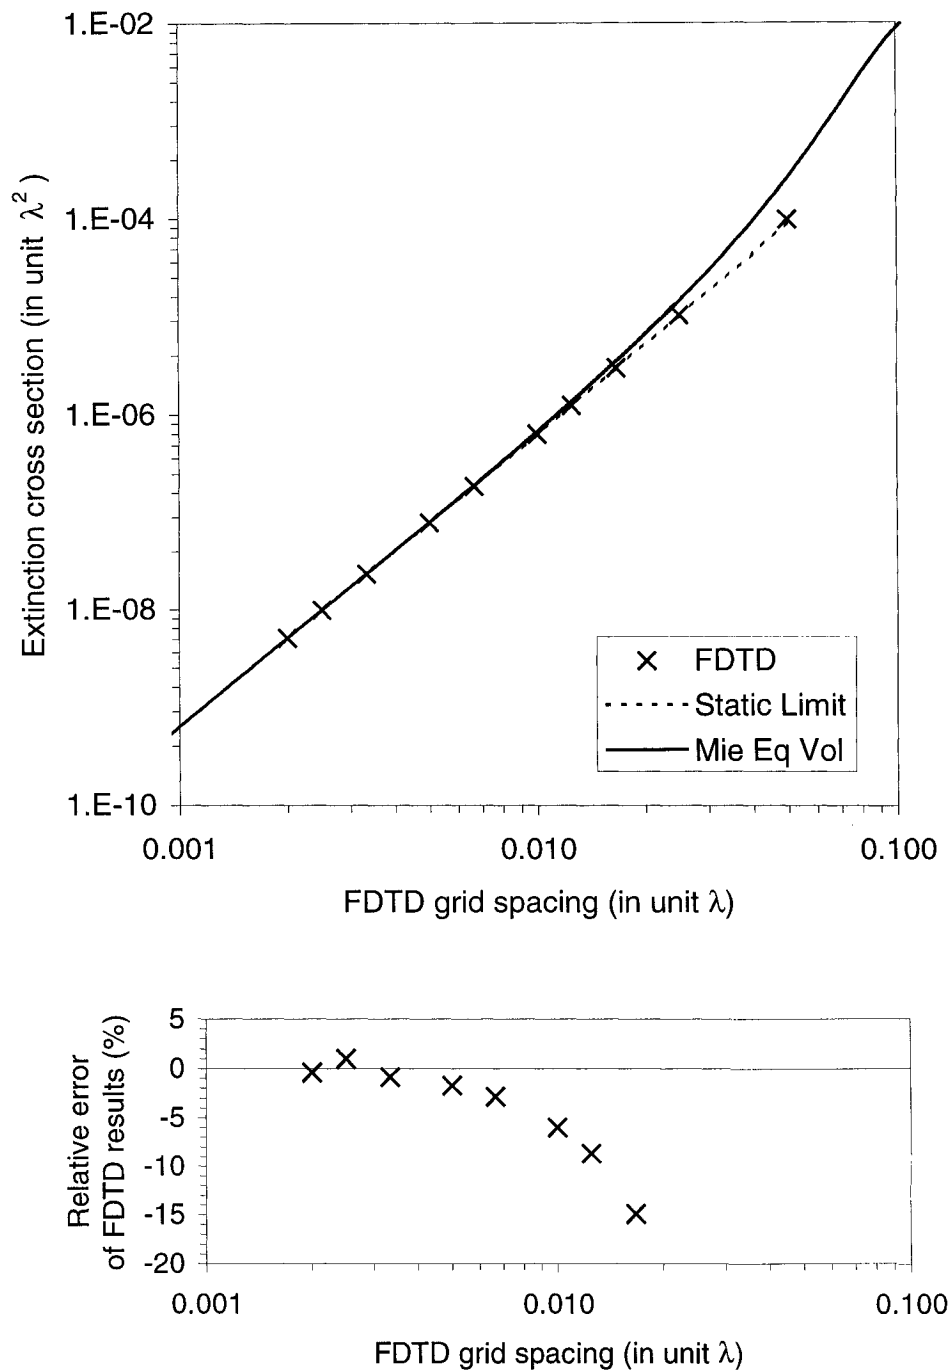 1.E-02
1.E-04
1.E-06
1.E-08
1.E-10
Extinction cross section (in unit λ²)
FDTD
Static Limit
Mie Eq Vol
0.001 0.010 0.100
FDTD grid spacing (in unit λ)
5
0
-5
-10
-15
-20
Relative error
of FDTD results (%)
0.001 0.010 0.100
FDTD grid spacing (in unit λ)